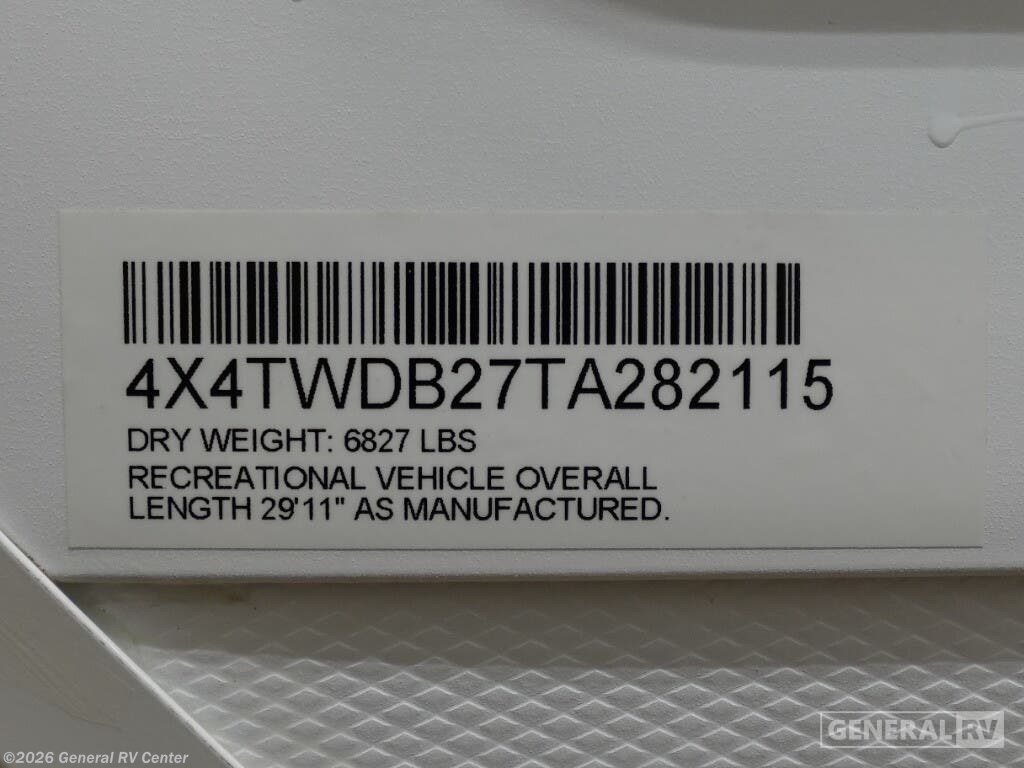 4X4TWDB27TA282115
DRY WEIGHT: 6827 LBS
RECREATIONAL VEHICLE OVERALL
LENGTH 29'11" AS MANUFACTURED.
GENERAL RV
©2026 General RV Center